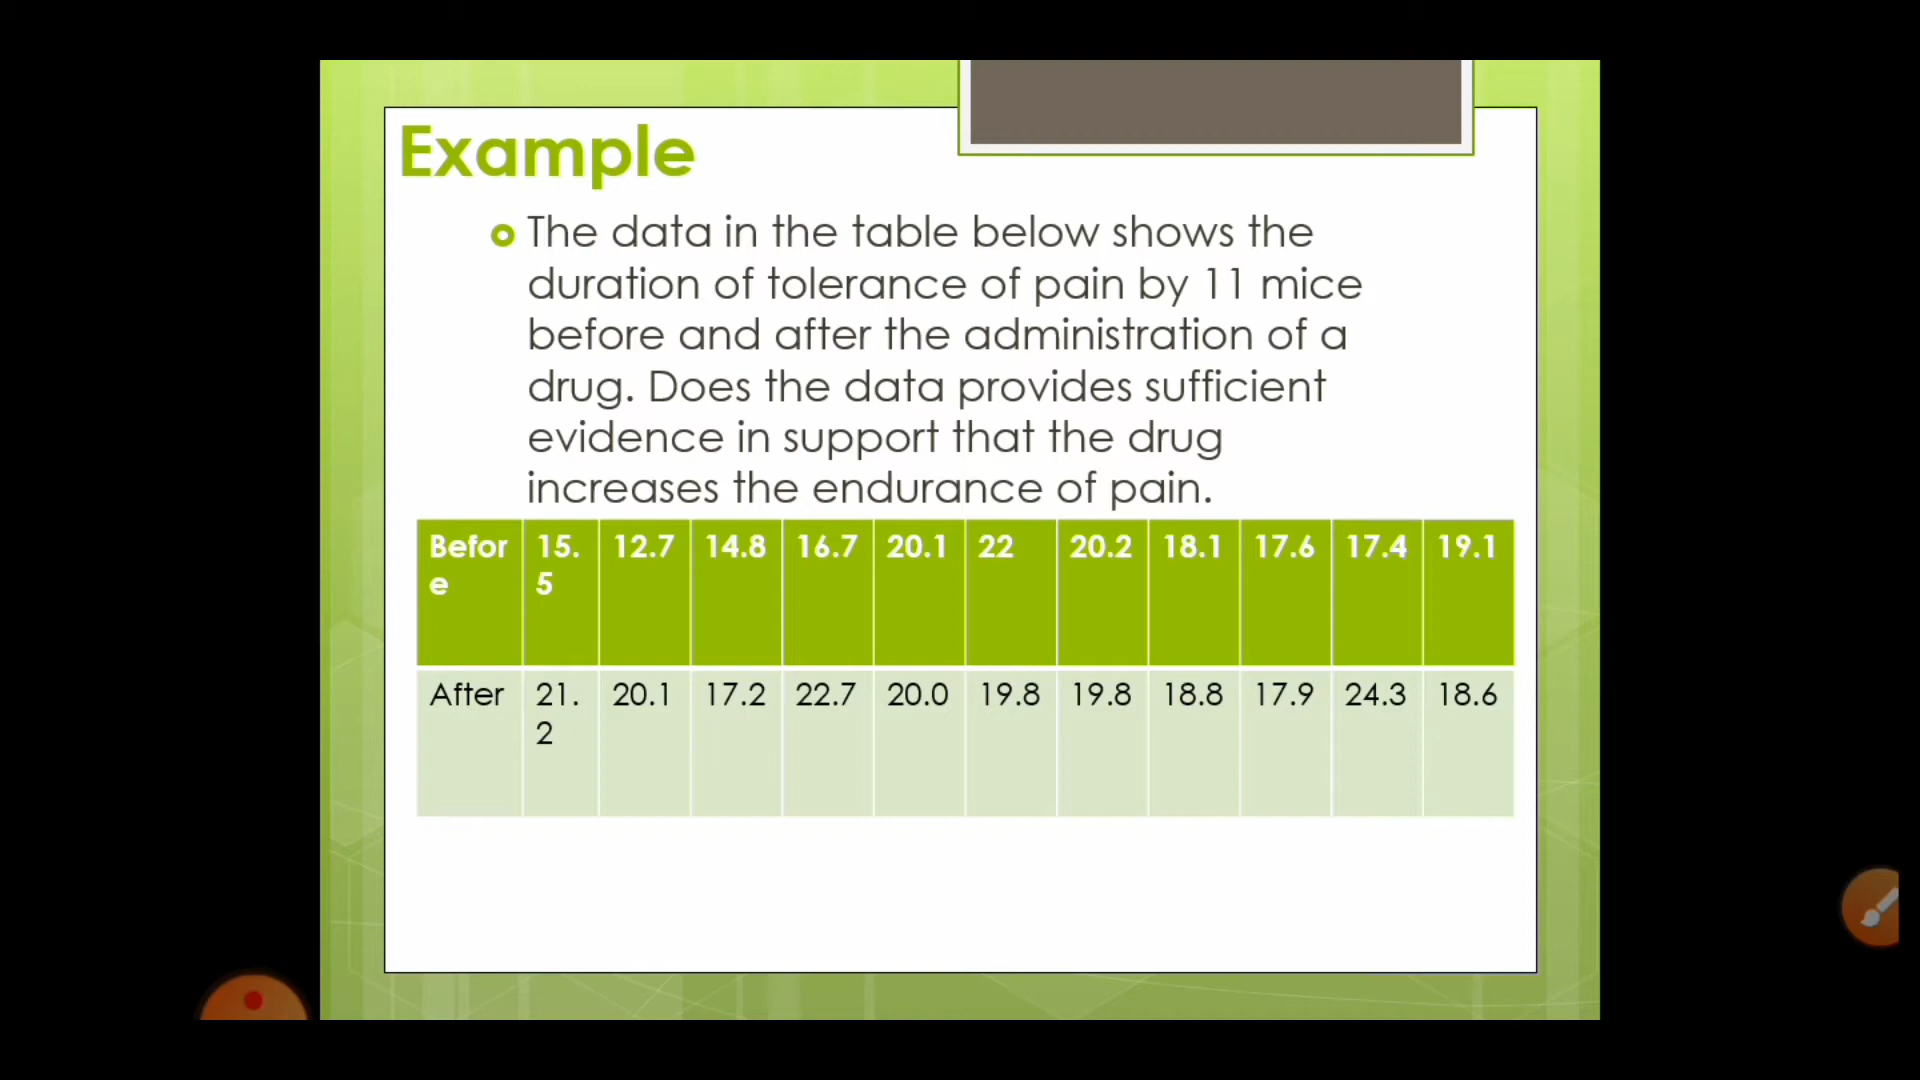 Example
The data in the table below shows the
duration of tolerance of pain by 11 mice
before and after the administration of a
drug. Does the data provides sufficient
evidence in support that the drug
increases the endurance of pain.
Befor 15. 12.7 14.8 16.7 20.1 22 20.2 18.1 17.6 17.4 19.1
e 5
After 21. 20.1 17.2 22.7 20.0 19.8 19.8 18.8 17.9 24.3 18.6
2